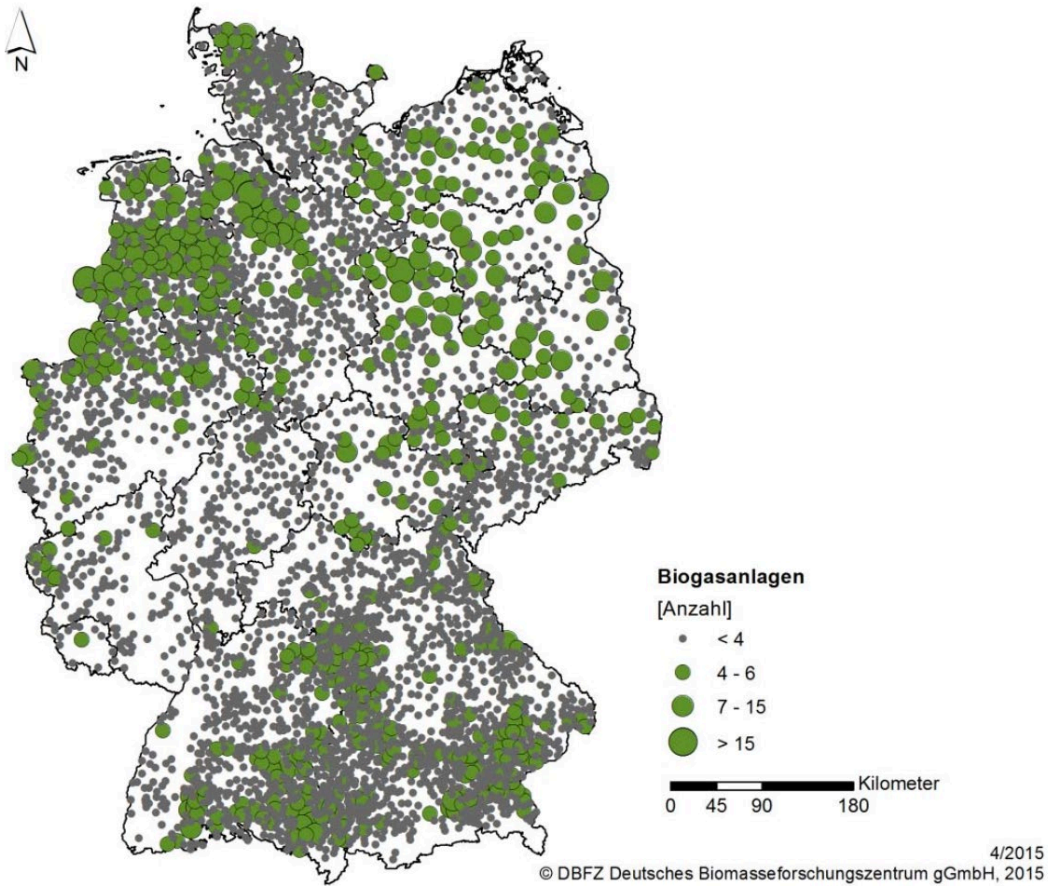 N
Biogasanlagen
[Anzahl]
< 4
4 - 6
7 - 15
> 15
Kilometer
0 45 90 180
4/2015
© DBFZ Deutsches Biomasseforschungszentrum gGmbH, 2015